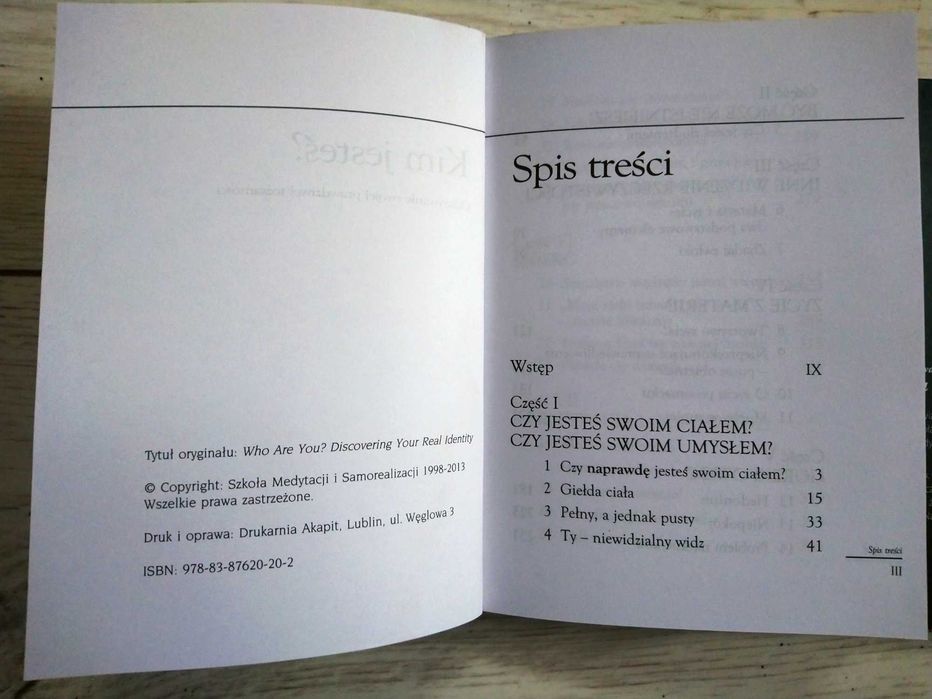 Tytuł oryginału: Who Are You? Discovering Your Real Identity
© Copyright: Szkoła Medytacji i Samorealizacji 1998-2013
Wszelkie prawa zastrzeżone.
Druk i oprawa: Drukarnia Akapit, Lublin, ul. Węglowa 3
ISBN: 978-83-87620-20-2
Spis treści
Wstęp IX
Część I
CZY JESTEŚ SWOIM CIAŁEM?
CZY JESTEŚ SWOIM UMYSŁEM?
1 Czy naprawdę jesteś swoim ciałem? 3
2 Giełda ciała 15
3 Pełny, a jednak pusty 33
4 Ty – niewidzialny widz 41
Spis treści
III